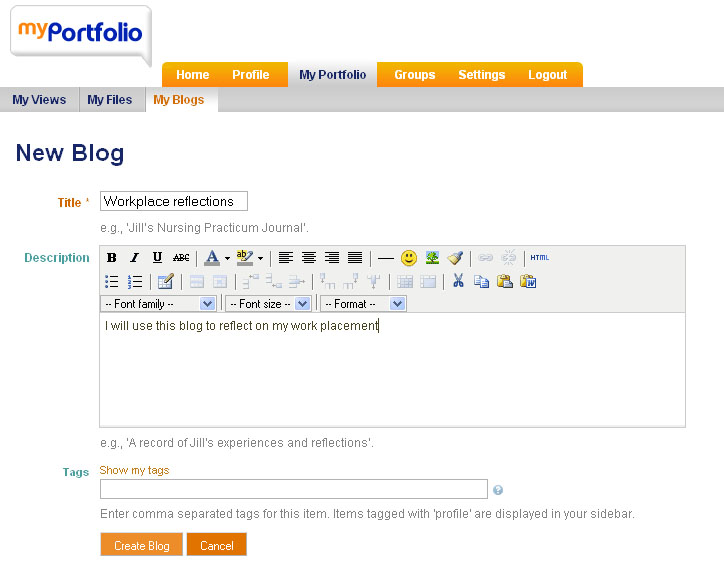 myPortfolio
Home Profile My Portfolio Groups Settings Logout
My Views My Files My Blogs
New Blog
Title * Workplace reflections
e.g., 'Jill's Nursing Practicum Journal'.
Description B I U ABC A ab HTML
-- Font family -- -- Font size -- -- Format --
I will use this blog to reflect on my work placement
e.g., 'A record of Jill's experiences and reflections'.
Tags Show my tags
Enter comma separated tags for this item. Items tagged with 'profile' are displayed in your sidebar.
Create Blog Cancel